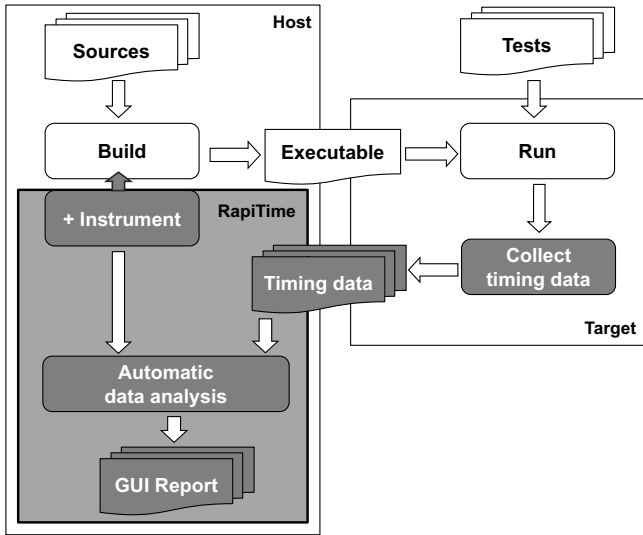 Host
Sources
Tests
Build
Executable
Run
+ Instrument
RapiTime
Timing data
Collect
timing data
Target
Automatic
data analysis
GUI Report